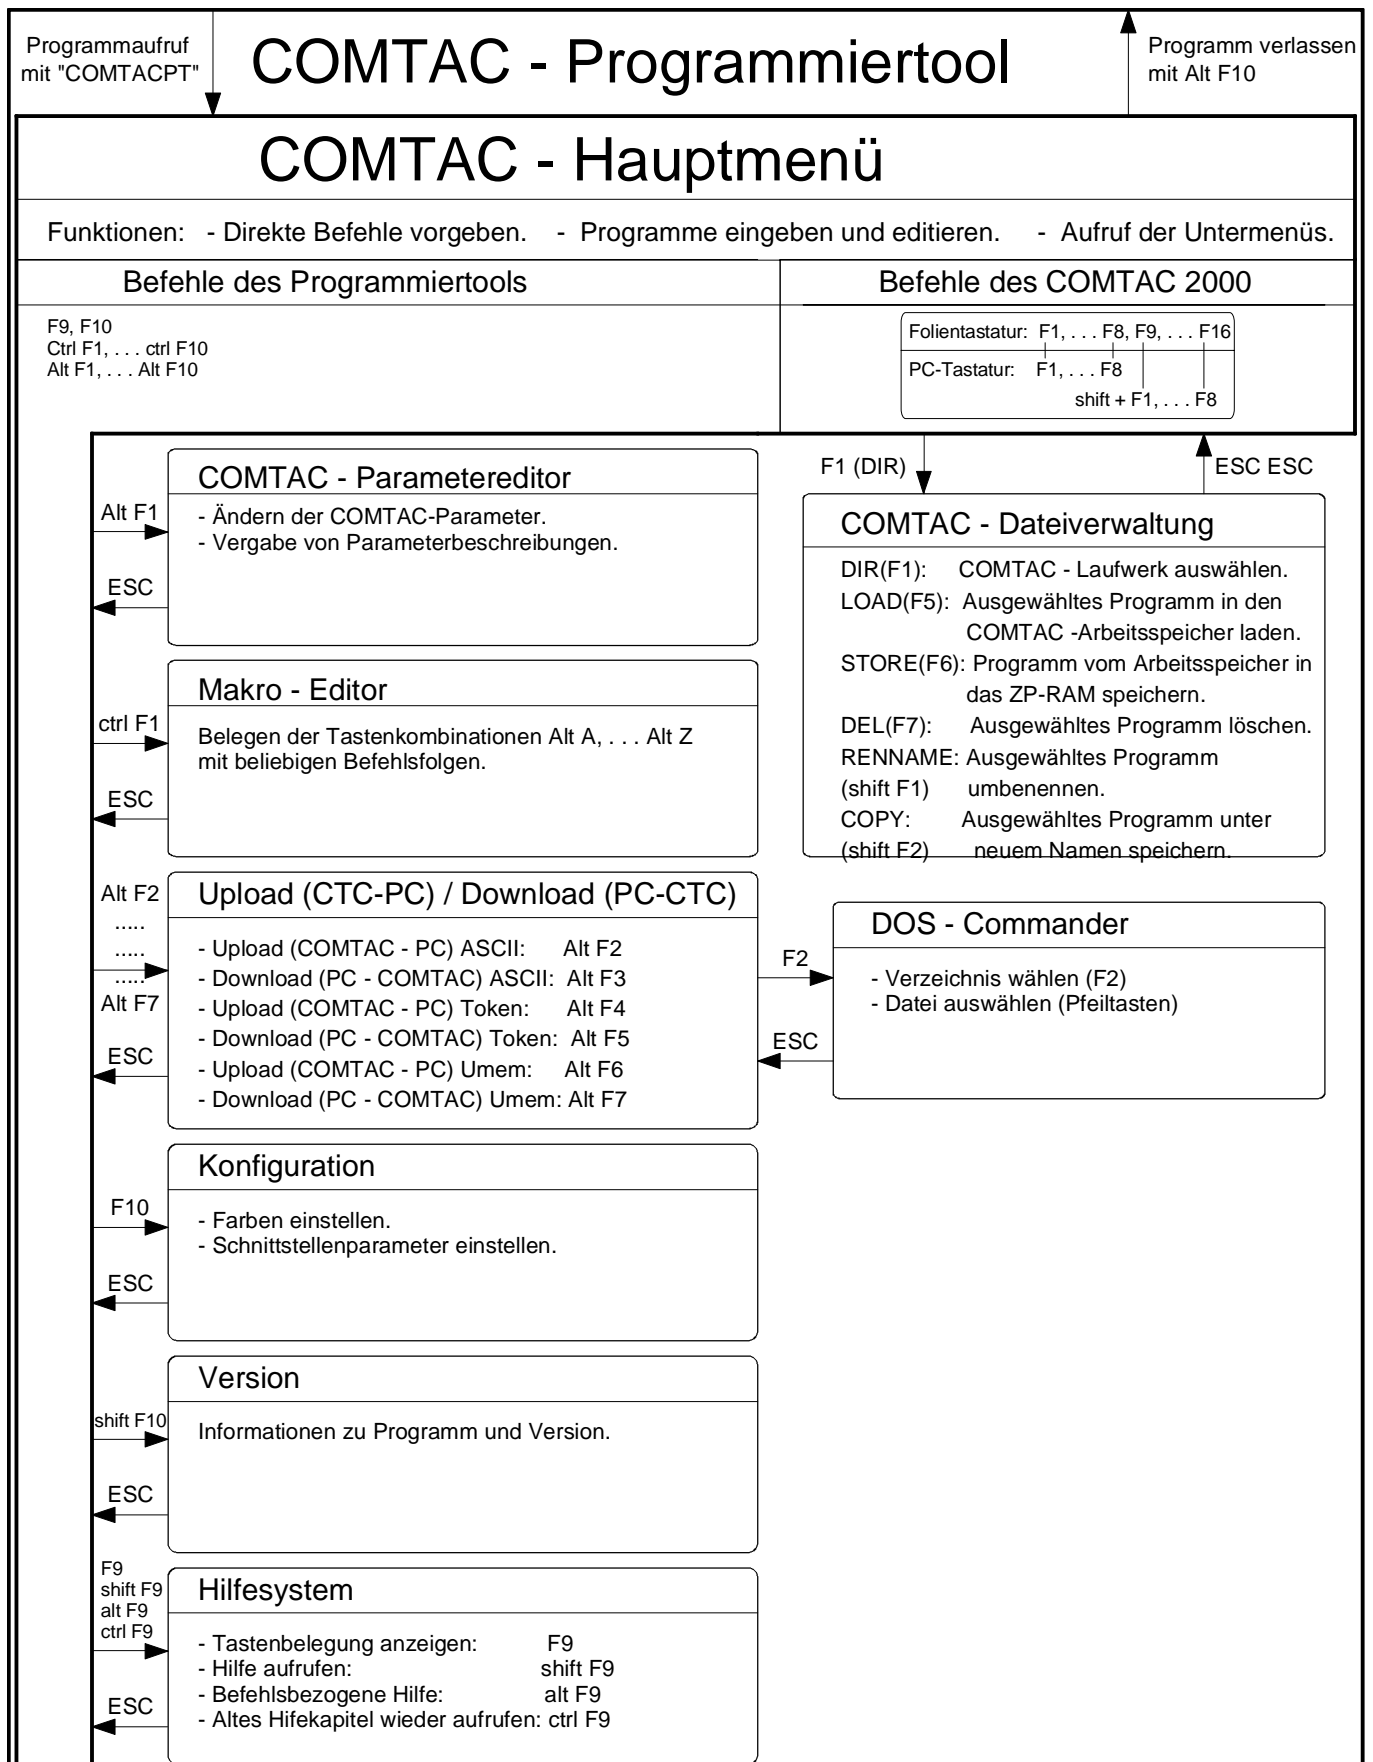 Programmaufruf
mit "COMTACPT"
COMTAC - Programmiertool
Programm verlassen
mit Alt F10
COMTAC - Hauptmenü
Funktionen: - Direkte Befehle vorgeben. - Programme eingeben und editieren. - Aufruf der Untermenüs.
Befehle des Programmiertools
F9, F10
Ctrl F1, . . . ctrl F10
Alt F1, . . . Alt F10
Befehle des COMTAC 2000
Folientastatur: F1, . . . F8, F9, . . . F16
PC-Tastatur: F1, . . . F8
shift + F1, . . . F8
Alt F1
ESC
COMTAC - Parametereditor
- Ändern der COMTAC-Parameter.
- Vergabe von Parameterbeschreibungen.
F1 (DIR)
ESC ESC
COMTAC - Dateiverwaltung
DIR(F1): COMTAC - Laufwerk auswählen.
LOAD(F5): Ausgewähltes Programm in den
COMTAC -Arbeitsspeicher laden.
STORE(F6): Programm vom Arbeitsspeicher in
das ZP-RAM speichern.
DEL(F7): Ausgewähltes Programm löschen.
RENNAME: Ausgewähltes Programm
(shift F1) umbenennen.
COPY: Ausgewähltes Programm unter
(shift F2) neuem Namen speichern.
ctrl F1
ESC
Makro - Editor
Belegen der Tastenkombinationen Alt A, . . . Alt Z
mit beliebigen Befehlsfolgen.
Alt F2
.....
.....
.....
Alt F7
ESC
Upload (CTC-PC) / Download (PC-CTC)
- Upload (COMTAC - PC) ASCII: Alt F2
- Download (PC - COMTAC) ASCII: Alt F3
- Upload (COMTAC - PC) Token: Alt F4
- Download (PC - COMTAC) Token: Alt F5
- Upload (COMTAC - PC) Umem: Alt F6
- Download (PC - COMTAC) Umem: Alt F7
F2
ESC
DOS - Commander
- Verzeichnis wählen (F2)
- Datei auswählen (Pfeiltasten)
F10
ESC
Konfiguration
- Farben einstellen.
- Schnittstellenparameter einstellen.
shift F10
ESC
Version
Informationen zu Programm und Version.
F9
shift F9
alt F9
ctrl F9
ESC
Hilfesystem
- Tastenbelegung anzeigen: F9
- Hilfe aufrufen: shift F9
- Befehlsbezogene Hilfe: alt F9
- Altes Hifekapitel wieder aufrufen: ctrl F9